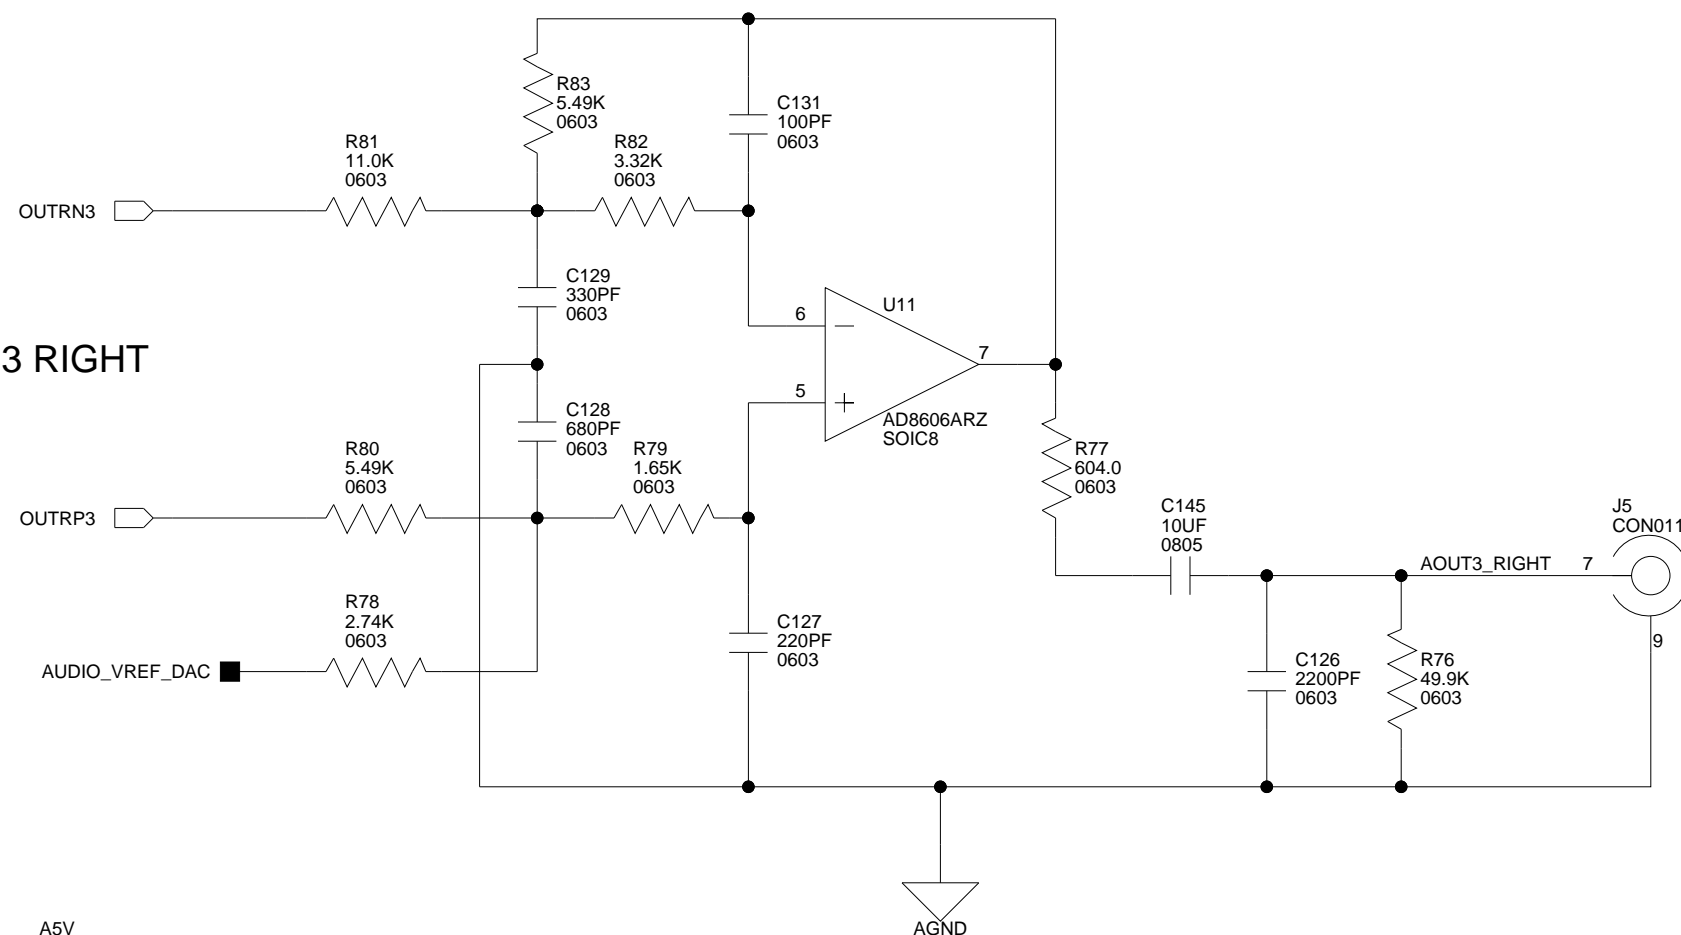 R83
5.49K
0603
C131
100PF
0603
R81
11.0K
0603
R82
3.32K
0603
OUTRN3
C129
330PF
0603
6
U11
3 RIGHT
7
5
C128
680PF
0603
AD8606ARZ
SOIC8
R80
5.49K
0603
R79
1.65K
0603
R77
604.0
0603
OUTRP3
C145
10UF
0805
J5
CON011
AOUT3_RIGHT
7
R78
2.74K
0603
C127
220PF
0603
9
AUDIO_VREF_DAC
C126
2200PF
0603
R76
49.9K
0603
A5V
AGND